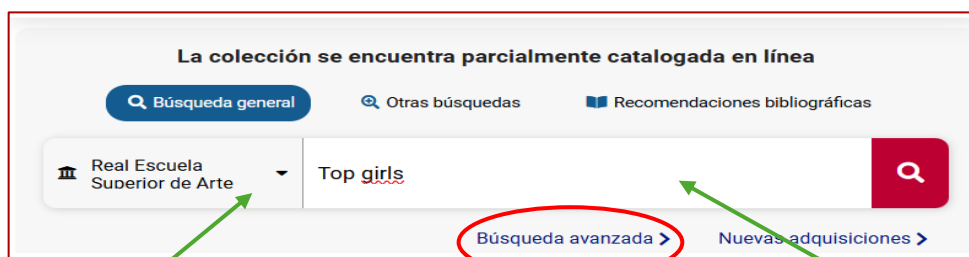 La colección se encuentra parcialmente catalogada en línea
Búsqueda general Otras búsquedas Recomendaciones bibliográficas
Real Escuela
Superior de Arte
Top girls
Búsqueda avanzada > Nuevas adquisiciones >